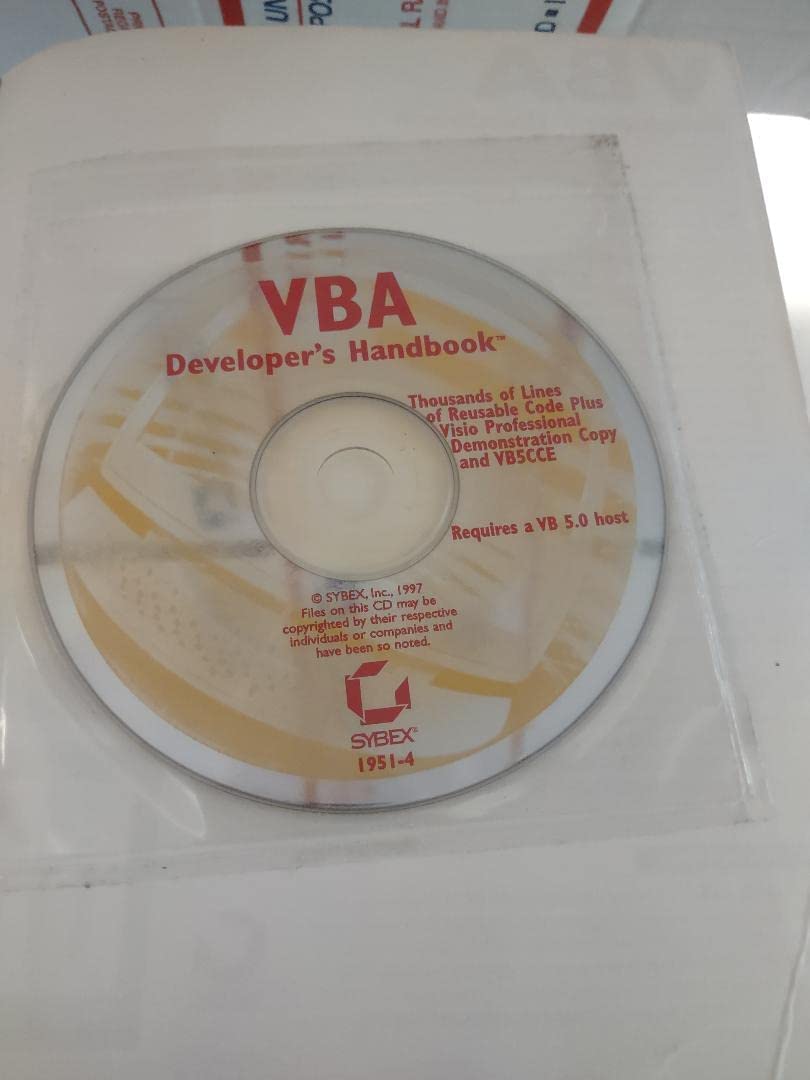 VBA
Developer's Handbook™
Thousands of Lines
of Reusable Code Plus
Visio Professional
Demonstration Copy
and VB5CCE
Requires a VB 5.0 host
© SYBEX, Inc., 1997
Files on this CD may be
copyrighted by their respective
individuals or companies and
have been so noted.
SYBEX®
1951-4